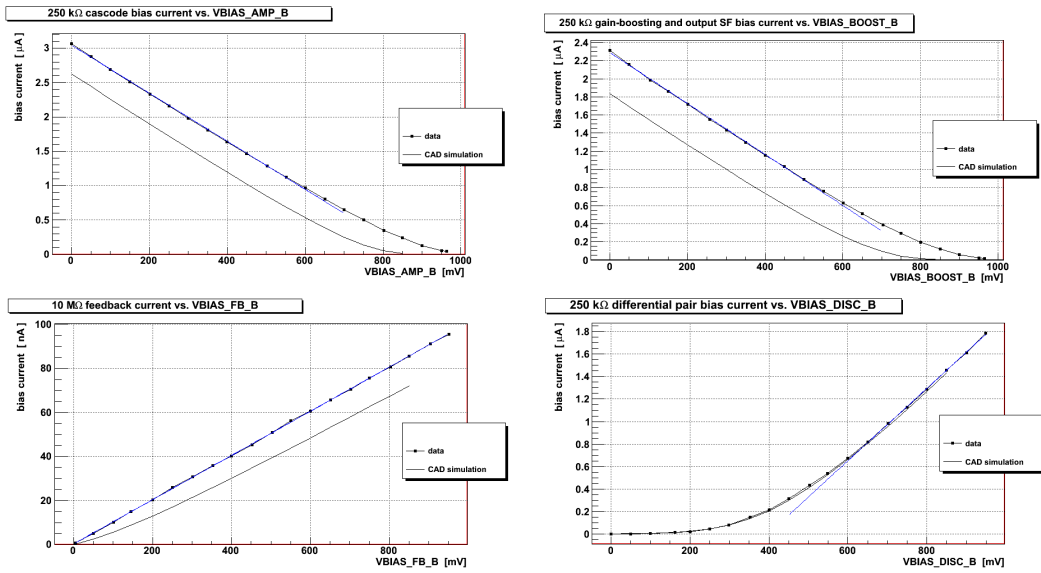 250 kΩ cascode bias current vs. VBIAS_AMP_B
bias current [ μA ]
3
2.5
2
1.5
1
0.5
0
0 200 400 600 800 1000
VBIAS_AMP_B [mV]
data
CAD simulation
250 kΩ gain-boosting and output SF bias current vs. VBIAS_BOOST_B
bias current [ μA ]
2.4
2.2
2
1.8
1.6
1.4
1.2
1
0.8
0.6
0.4
0.2
0
0 200 400 600 800 1000
VBIAS_BOOST_B [mV]
data
CAD simulation
10 MΩ feedback current vs. VBIAS_FB_B
bias current [ nA ]
100
80
60
40
20
0
0 200 400 600 800
VBIAS_FB_B [mV]
data
CAD simulation
250 kΩ differential pair bias current vs. VBIAS_DISC_B
bias current [ μA ]
1.8
1.6
1.4
1.2
1
0.8
0.6
0.4
0.2
0
0 200 400 600 800
VBIAS_DISC_B [mV]
data
CAD simulation